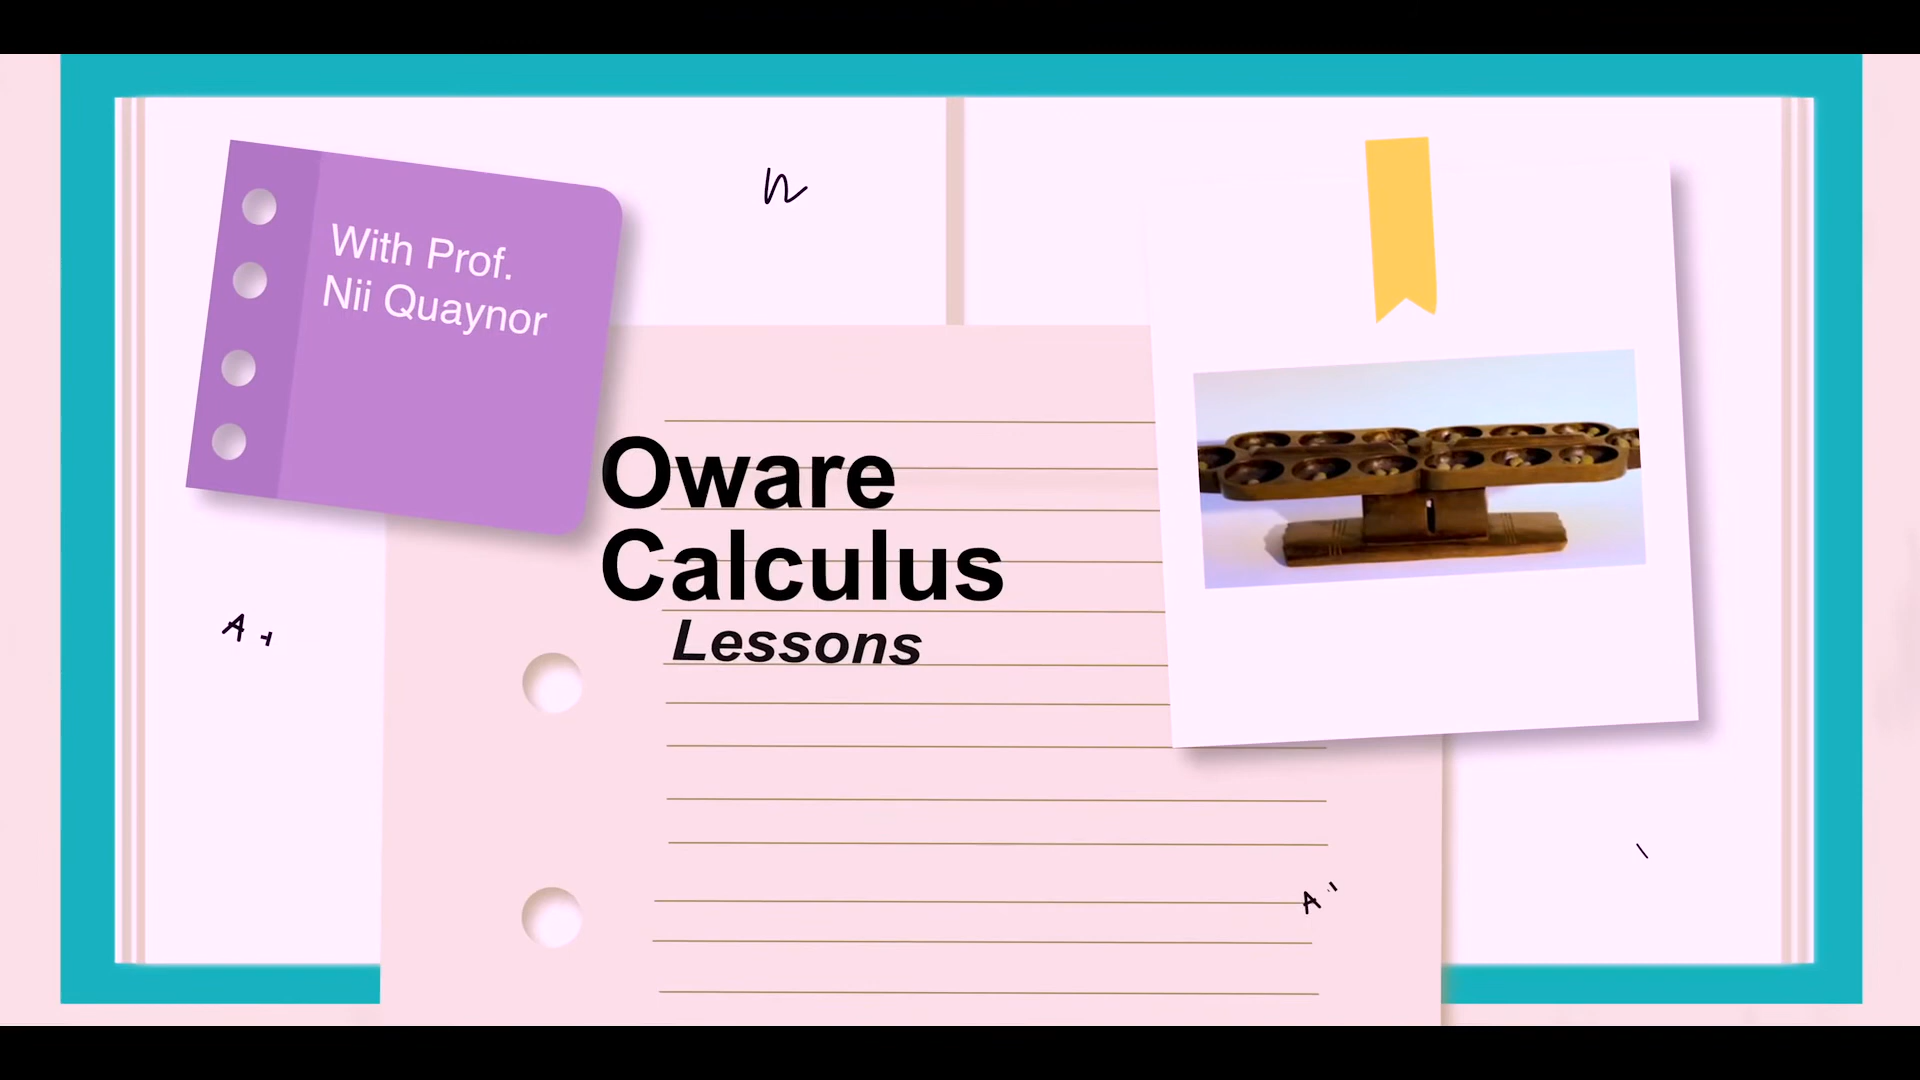 With Prof.
Nii Quaynor
Oware
Calculus
Lessons
A
A